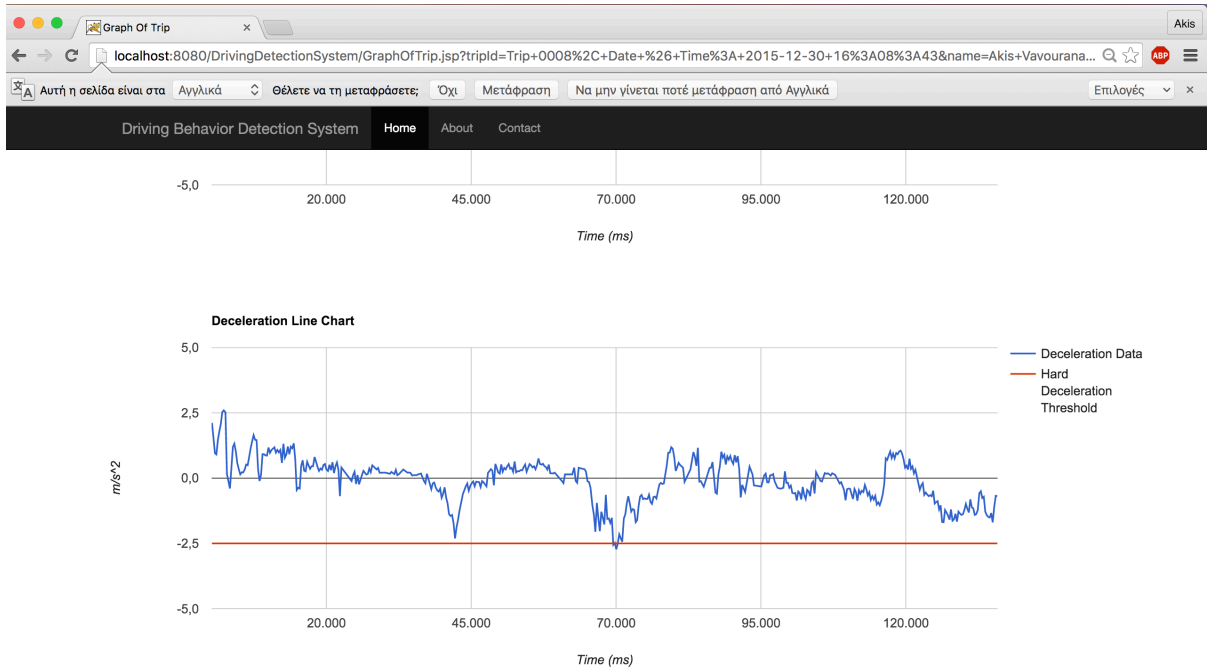 Graph Of Trip
Akis
localhost:8080/DrivingDetectionSystem/GraphOfTrip.jsp?tripId=Trip+0008%2C+Date+%26+Time%3A+2015-12-30+16%3A08%3A43&name=Akis+Vavourana...
ABP
Αυτή η σελίδα είναι στα Αγγλικά Θέλετε να τη μεταφράσετε; Όχι Μετάφραση Να μην γίνεται ποτέ μετάφραση από Αγγλικά Επιλογές
Driving Behavior Detection System Home About Contact
-5,0
20.000 45.000 70.000 95.000 120.000
Time (ms)
Deceleration Line Chart
5,0
2,5
0,0
-2,5
-5,0
m/s^2
Deceleration Data
Hard
Deceleration
Threshold
20.000 45.000 70.000 95.000 120.000
Time (ms)